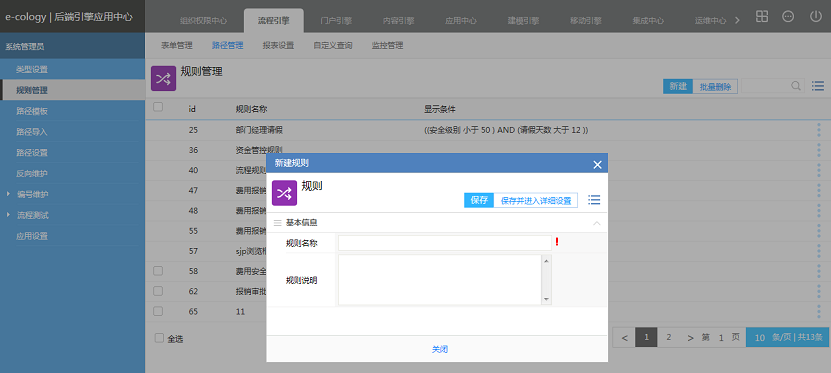 e-cology | 后端引擎应用中心
组织权限中心 流程引擎 门户引擎 内容引擎 应用中心 建模引擎 移动引擎 集成中心 运维中心
系统管理员
表单管理 路径管理 报表设置 自定义查询 监控管理
类型设置
规则管理
路径模板
路径导入
路径设置
反向维护
编号维护
流程测试
应用设置
规则管理
新建 批量删除
id 规则名称 显示条件
25 部门经理请假 ((安全级别 小于 50 ) AND (请假天数 大于 12 ))
36 资金管控规则
40 流程规则
47 费用报销
48 费用报销
55 费用报销
57 sjp浏览框
58 费用安全
62 报销审批
65 11
全选
< 1 2 > 第 1 页 10 条/页 | 共13条
新建规则
规则
保存 保存并进入详细设置
基本信息
规则名称 !
规则说明
关闭